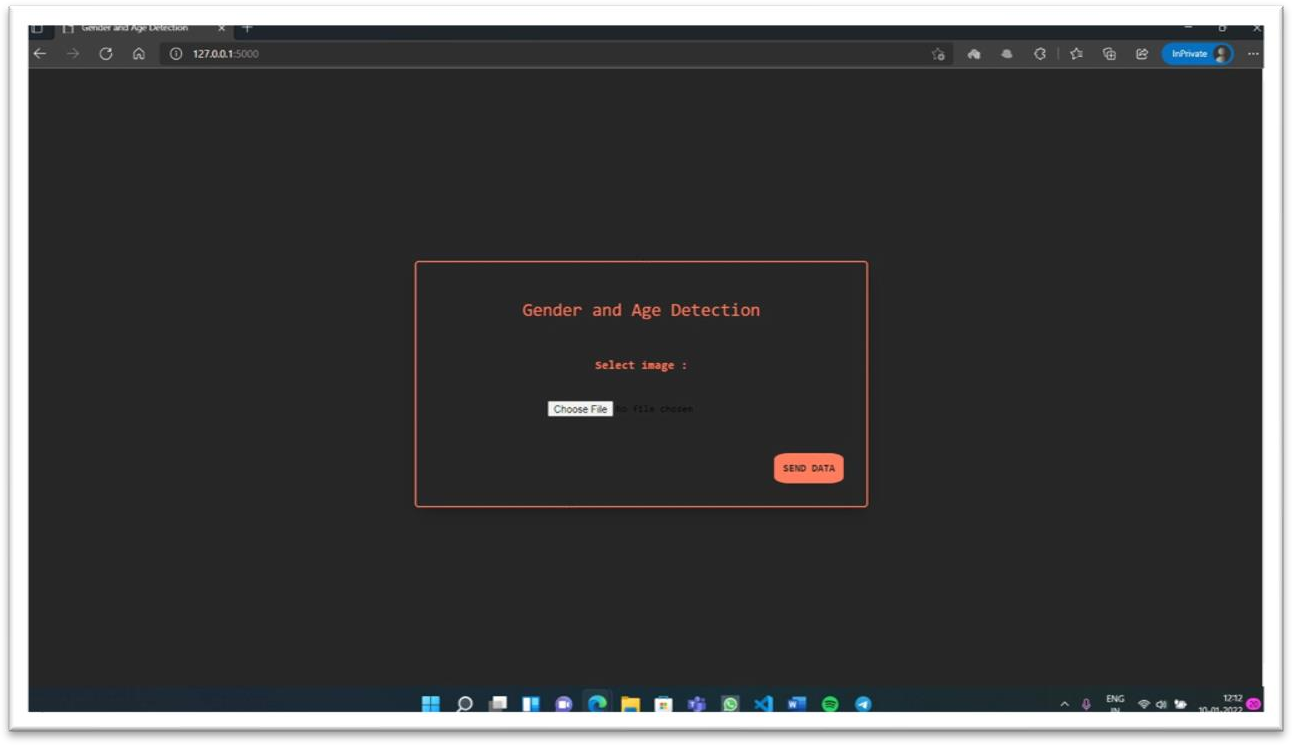 Gender and Age Detection
127.0.0.1:5000
InPrivate
Gender and Age Detection
Select image :
Choose File No file chosen
SEND DATA
ENG
IN
12:12
10-01-2022